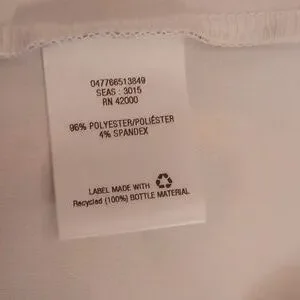 047766513849
SEAS : 3015
RN 42000
96% POLYESTER/POLIÉSTER
4% SPANDEX
LABEL MADE WITH
Recycled (100%) BOTTLE MATERIAL